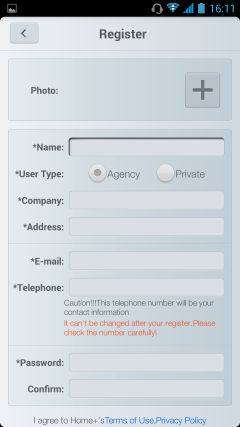 16:11
Register
Photo:
*Name:
*User Type: Agency Private
*Company:
*Address:
*E-mail:
*Telephone:
Caution!!!This telephone number will be your
contact information
It can't be changed after your register.Please
check the number carefully!
*Password:
Confirm:
I agree to Home+'sTerms of Use,Privacy Policy